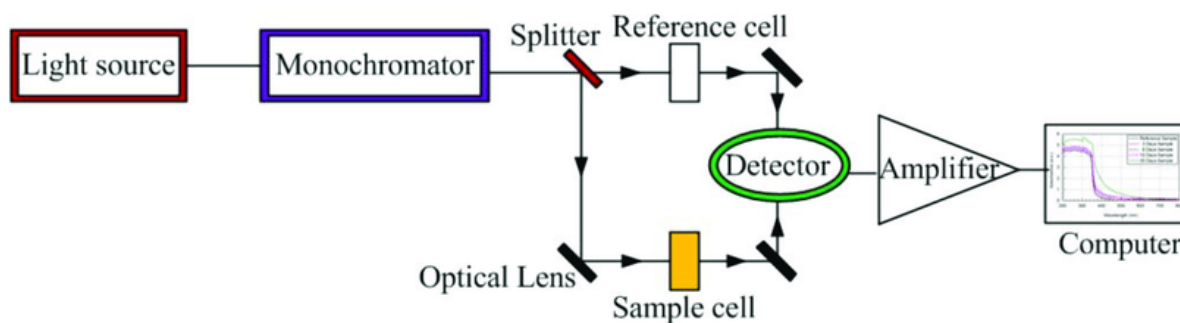 Splitter
Reference cell
Light source
Monochromator
Detector
Amplifier
Optical Lens
Sample cell
Computer